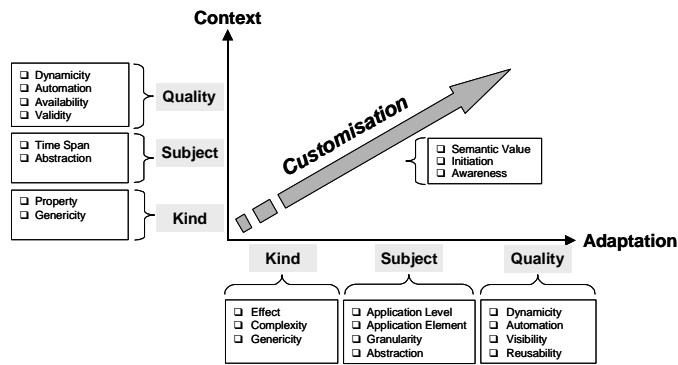 Context
❑ Dynamicity
❑ Automation
❑ Availability
❑ Validity
Quality
❑ Time Span
❑ Abstraction
Subject
❑ Property
❑ Genericity
Kind
Customisation
❑ Semantic Value
❑ Initiation
❑ Awareness
Adaptation
Kind
Subject
Quality
❑ Effect
❑ Complexity
❑ Genericity
❑ Application Level
❑ Application Element
❑ Granularity
❑ Abstraction
❑ Dynamicity
❑ Automation
❑ Visibility
❑ Reusability